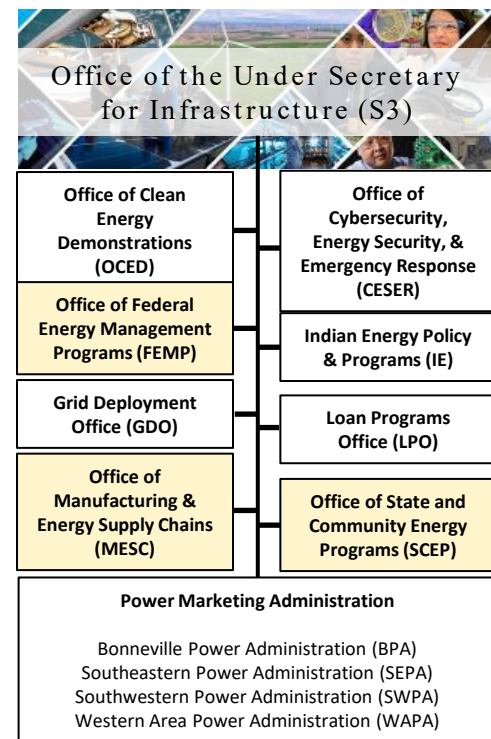 Office of the Under Secretary
for Infrastructure (S3)
Office of Clean
Energy
Demonstrations
(OCED)
Office of
Cybersecurity,
Energy Security, &
Emergency Response
(CESER)
Office of Federal
Energy Management
Programs (FEMP)
Indian Energy Policy
& Programs (IE)
Grid Deployment
Office (GDO)
Loan Programs
Office (LPO)
Office of
Manufacturing &
Energy Supply Chains
(MESC)
Office of State and
Community Energy
Programs (SCEP)
Power Marketing Administration
Bonneville Power Administration (BPA)
Southeastern Power Administration (SEPA)
Southwestern Power Administration (SWPA)
Western Area Power Administration (WAPA)